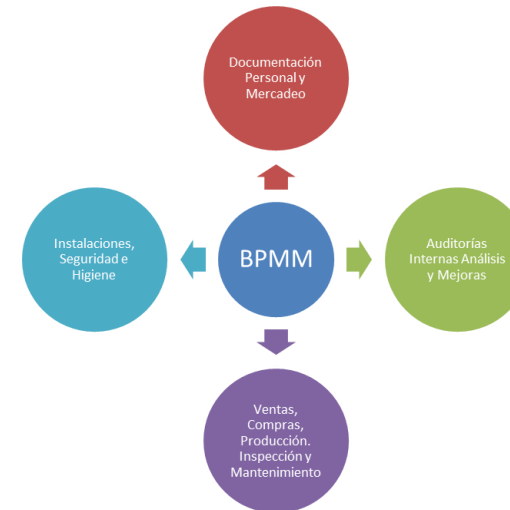 Documentación
Personal y
Mercadeo
Instalaciones,
Seguridad e
Higiene
BPMM
Auditorías
Internas Análisis
y Mejoras
Ventas,
Compras,
Producción.
Inspección y
Mantenimiento